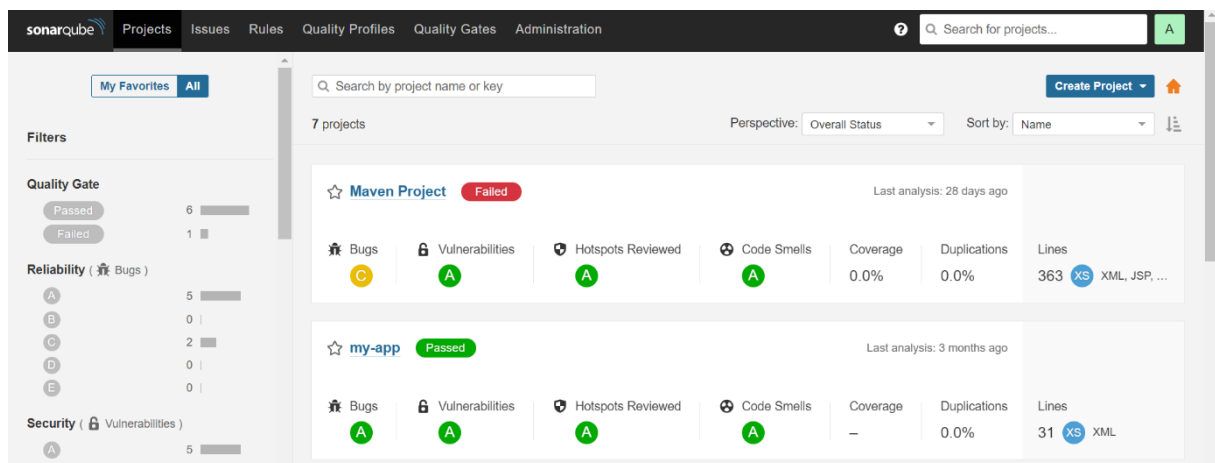 sonarqube Projects Issues Rules Quality Profiles Quality Gates Administration ? Search for projects... A
My Favorites All
Search by project name or key
Create Project
7 projects
Perspective: Overall Status
Sort by: Name
Filters
Quality Gate
Passed 6
Failed 1
Reliability ( Bugs )
A 5
B 0
C 2
D 0
E 0
Security ( Vulnerabilities )
A 5
Maven Project Failed
Last analysis: 28 days ago
Bugs Vulnerabilities Hotspots Reviewed Code Smells Coverage Duplications Lines
C A A A 0.0% 0.0% 363 XS XML, JSP, ...
my-app Passed
Last analysis: 3 months ago
Bugs Vulnerabilities Hotspots Reviewed Code Smells Coverage Duplications Lines
A A A A – 0.0% 31 XS XML